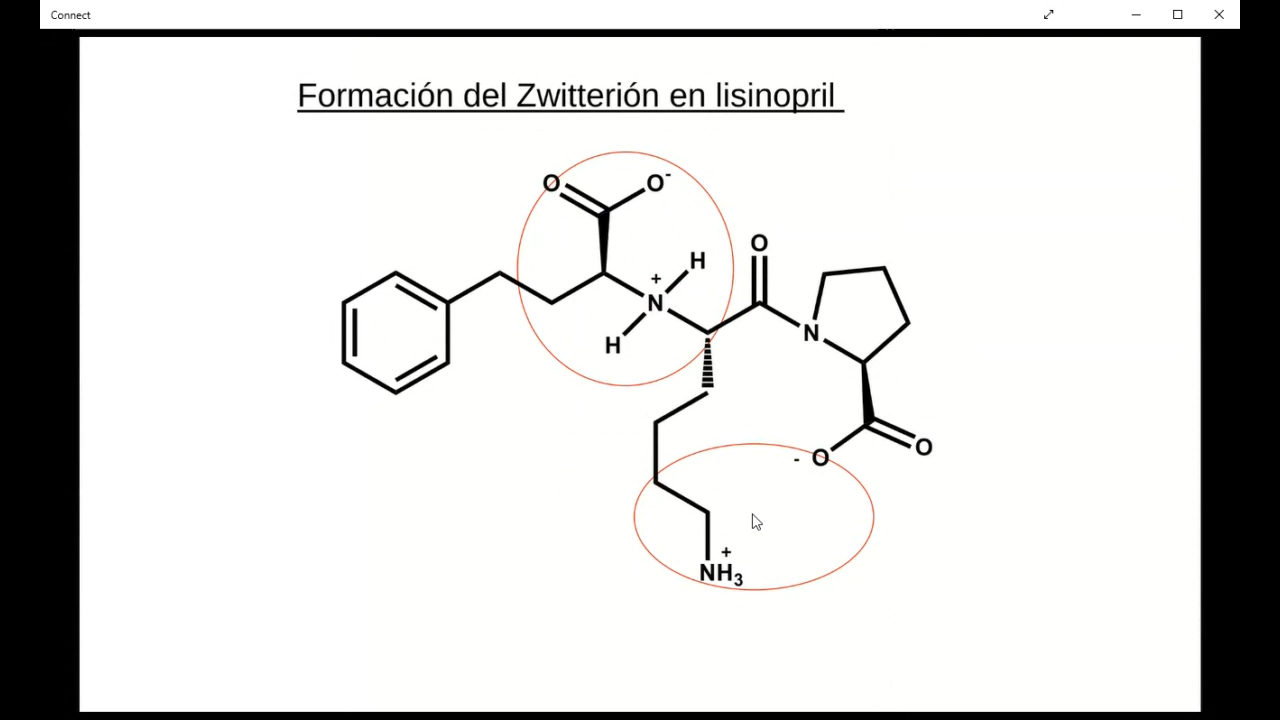 Connect
Formación del Zwitterión en lisinopril
O
O-
O
H
+
N
H
N
- O
O
+
NH3